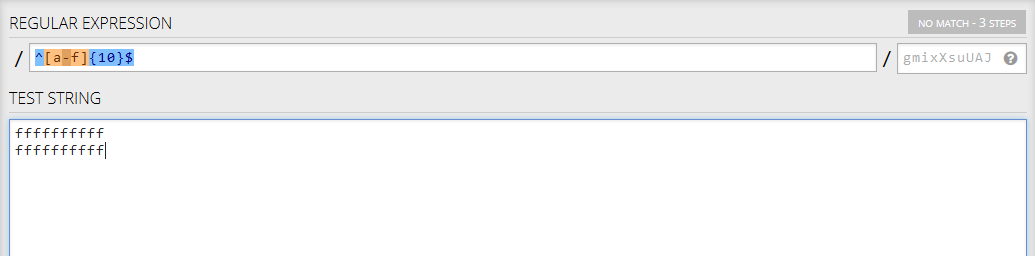 REGULAR EXPRESSION
NO MATCH - 3 STEPS
/ ^[a-f]{10}$ / gmixXsuUAJ ?
TEST STRING
ffffffffff
ffffffffff